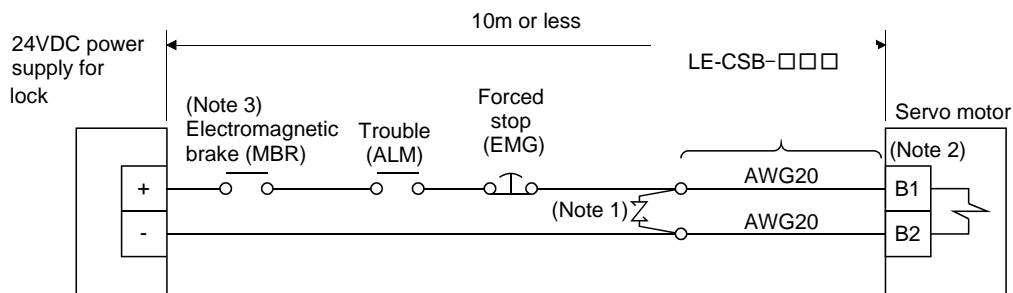 10m or less
24VDC power
supply for
lock
LE-CSB-□□□
(Note 3)
Electromagnetic
brake (MBR)
Trouble
(ALM)
Forced
stop
(EMG)
Servo motor
(Note 2)
+
AWG20
B1
(Note 1)
-
AWG20
B2